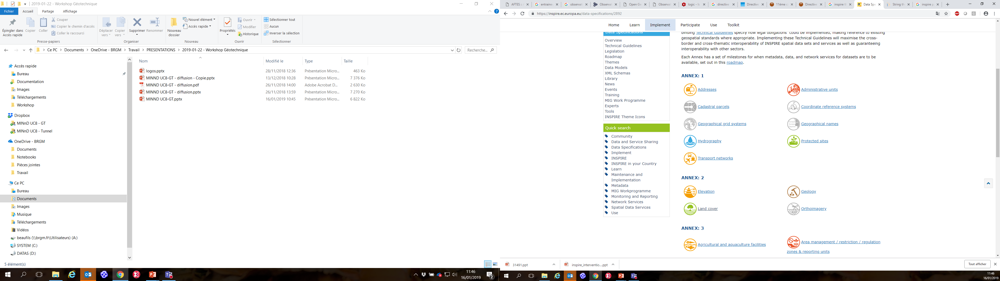 2019-01-22 - Workshop Géotechnique
Fichier Accueil Partage Affichage
Épingler dans Accès rapide
Copier
Coller
Couper
Copier le chemin d'accès
Coller le raccourci
Presse-papiers
Déplacer vers
Copier vers
Supprimer
Renommer
Organiser
Nouveau dossier
Nouvel élément
Accès rapide
Nouveau
Propriétés
Ouvrir
Modifier
Historique
Ouvrir
Sélectionner tout
Aucun
Inverser la sélection
Sélectionner
Ce PC > Documents > OneDrive - BRGM > Travail > PRESENTATIONS > 2019-01-22 - Workshop Géotechnique
Recherche...
Accès rapide
Bureau
Documentation
Images
Téléchargements
Workshop
Dropbox
MINnD UC8 - GT
MINnD UC8 - Tunnel
OneDrive - BRGM
Documents
Notebooks
Pièces jointes
Travail
Ce PC
Bureau
Documents
Images
Musique
Téléchargements
Vidéos
beaufils (\\brgm.fr\Utilisateurs) (A:)
SYSTEM (C:)
DATAS (D:)
Nom Modifié le Type Taille
logos.pptx 28/11/2018 12:36 Présentation Micro... 463 Ko
MINND UC8-GT - diffusion - Copie.pptx 13/12/2018 10:28 Présentation Micro... 7 376 Ko
MINND UC8-GT - diffusion.pdf 26/11/2018 14:00 Adobe Acrobat D... 2 630 Ko
MINND UC8-GT - diffusion.pptx 26/11/2018 13:59 Présentation Micro... 7 270 Ko
MINND UC8-GT.pptx 16/01/2019 10:45 Présentation Micro... 6 822 Ko
5 élément(s)
11:46
16/01/2019
2
entraine
observat
Observat
Open Ge
Observat
directive
Directive
11ème c
Directive
inspire th
Data Spe
String th
inspire p
https://inspire.ec.europa.eu/data-specifications/2892
Home Learn Implement Participate Use Toolkit
Data Specifications
Overview
Technical Guidelines
Legislation
Roadmap
Themes
Data Models
XML Schemas
Library
News
Events
Training
MIG Work Programme
Experts
Tools
INSPIRE Theme Icons
Quick search
Community
Data and Service Sharing
Data Specifications
Implement
INSPIRE
INSPIRE in your Country
Learn
Maintenance and
Implementation
Metadata
MIG Workprogramme
Monitoring and Reporting
Network Services
Spatial Data Services
Use
binding Technical Guidelines specify how legal obligations could be implemented, making reference to existing
geospatial standards where appropriate. Implementing these Technical Guidelines will maximise the cross-
border and cross-thematic interoperability of INSPIRE spatial data sets and services as well as guaranteeing
interoperability with other sectors.
Each Annex has a set of milestones for when metadata, data, and network services for datasets are to be
available, set out in this roadmap.
ANNEX: 1
Addresses Administrative units
Cadastral parcels Coordinate reference systems
Geographical grid systems Geographical names
Hydrography Protected sites
Transport networks
ANNEX: 2
Elevation Geology
Land cover Orthoimagery
ANNEX: 3
Agricultural and aquaculture facilities
Area management / restriction / regulation
zones & reporting units
31491.ppt
inspire_interventio....ppt
Tout afficher
11:46
16/01/2019